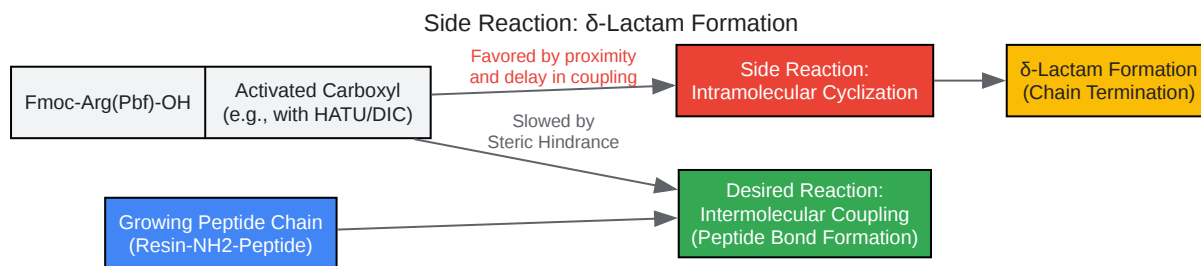 Side Reaction: δ-Lactam Formation
Fmoc-Arg(Pbf)-OH
Activated Carboxyl
(e.g., with HATU/DIC)
Favored by proximity
and delay in coupling
Side Reaction:
Intramolecular Cyclization
δ-Lactam Formation
(Chain Termination)
Slowed by
Steric Hindrance
Growing Peptide Chain
(Resin-NH2-Peptide)
Desired Reaction:
Intermolecular Coupling
(Peptide Bond Formation)